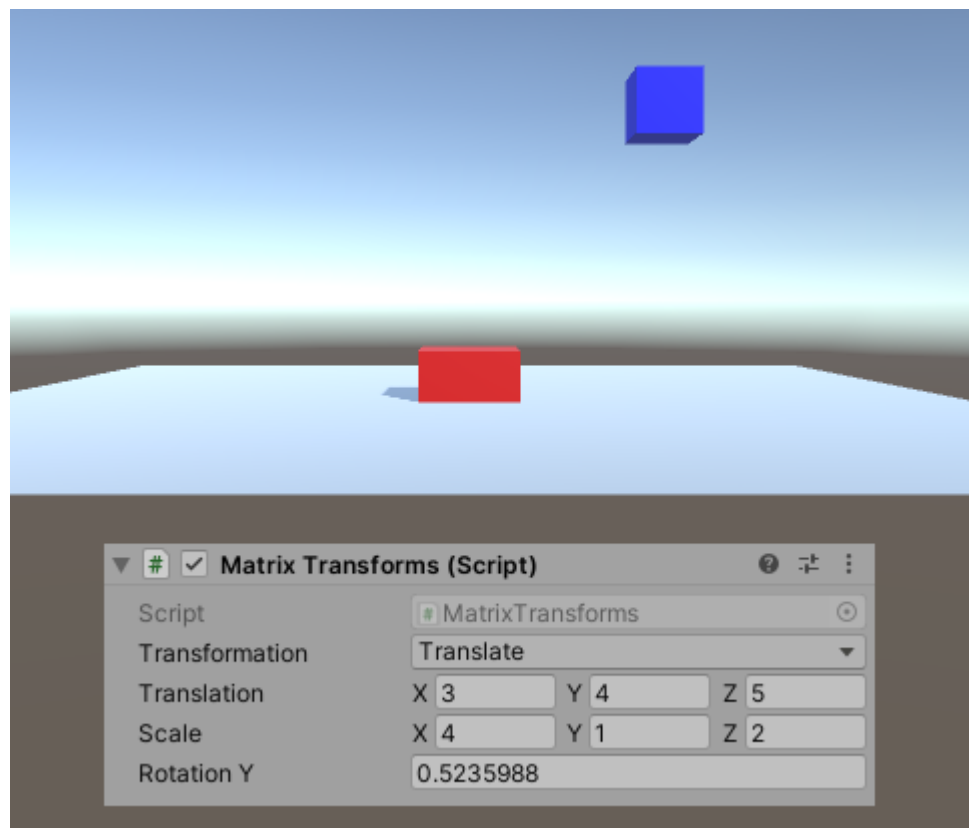 # Matrix Transforms (Script)
Script # MatrixTransforms
Transformation Translate
Translation X 3 Y 4 Z 5
Scale X 4 Y 1 Z 2
Rotation Y 0.5235988